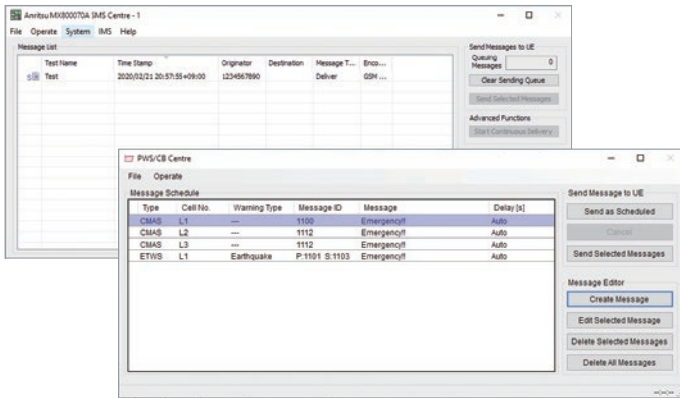 Anritsu MX800070A SMS Centre - 1
File Operate System IMS Help
Message List
Test Name Time Stamp Originator Destination Message T... Enco...
Test 2020/02/21 20:57:55+09:00 1234567890 Deliver GSM ...
Send Messages to UE
Queuing Messages 0
Clear Sending Queue
Send Selected Messages
Advanced Functions
Start Continuous Delivery
PWS/CB Centre
File Operate
Message Schedule
Type Cell No. Warning Type Message ID Message Delay [s]
CMAS L1 --- 1100 Emergency!! Auto
CMAS L2 --- 1112 Emergency!! Auto
CMAS L3 --- 1112 Emergency!! Auto
ETWS L1 Earthquake P:1101 S:1103 Emergency!! Auto
Send Message to UE
Send as Scheduled
Cancel
Send Selected Messages
Message Editor
Create Message
Edit Selected Message
Delete Selected Messages
Delete All Messages
--:--:--